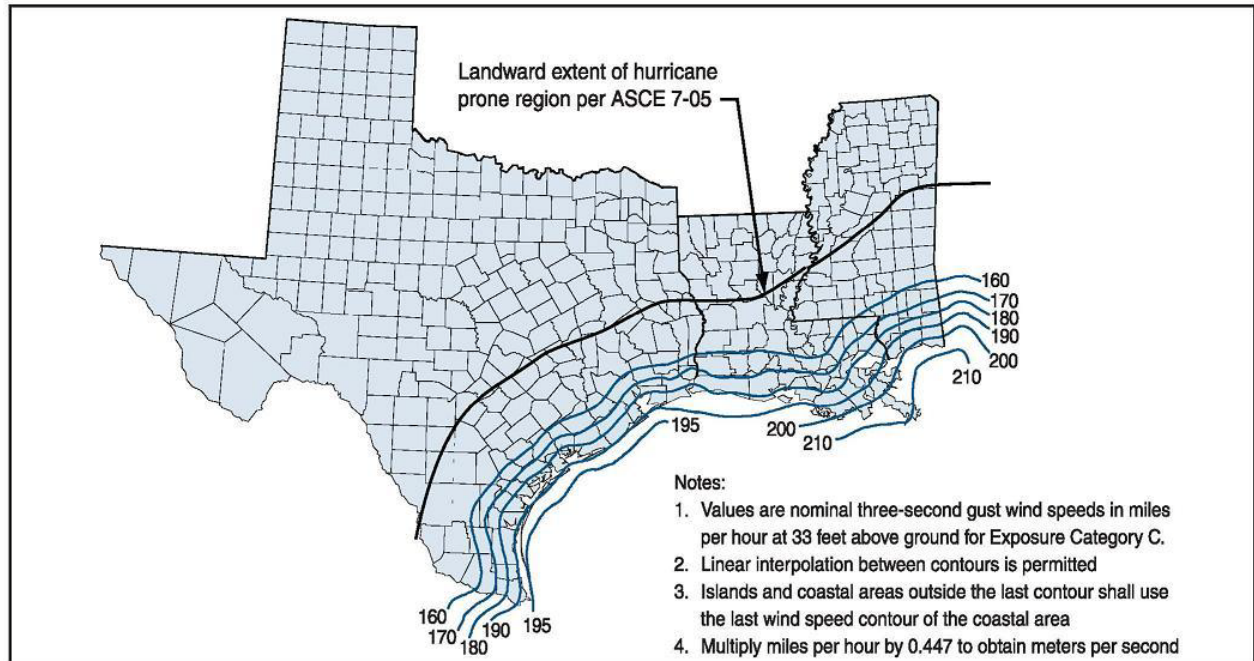 Landward extent of hurricane
prone region per ASCE 7-05
160
170
180
190
200
210
195
200
210
Notes:
1. Values are nominal three-second gust wind speeds in miles
per hour at 33 feet above ground for Exposure Category C.
2. Linear interpolation between contours is permitted
3. Islands and coastal areas outside the last contour shall use
the last wind speed contour of the coastal area
4. Multiply miles per hour by 0.447 to obtain meters per second
160
170
180
190
195